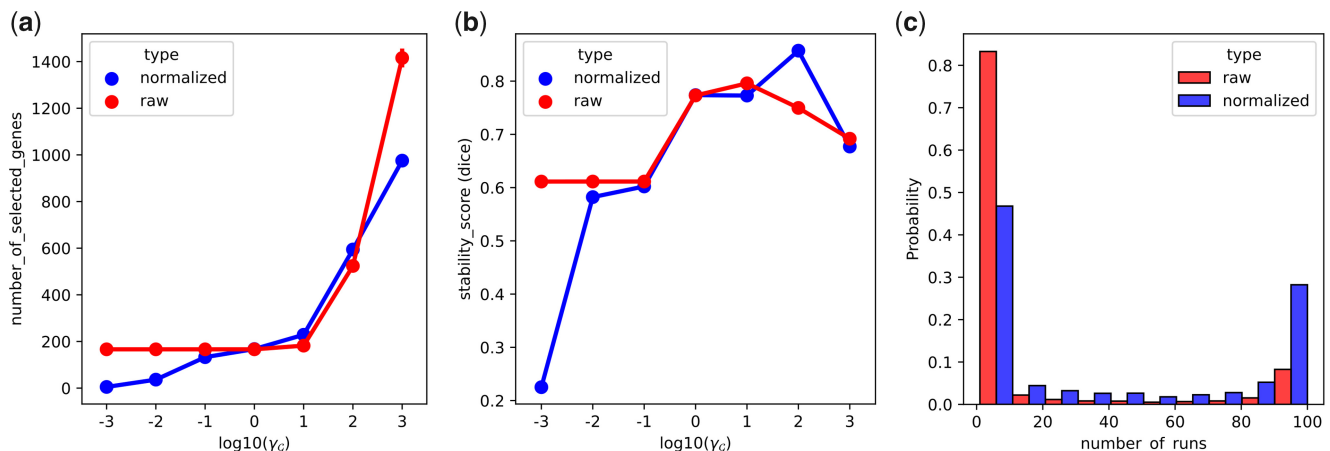 (a)
type
normalized
raw
number_of_selected_genes
1400
1200
1000
800
600
400
200
0
-3 -2 -1 0 1 2 3
log10(γG)
(b)
type
normalized
raw
stability_score (dice)
0.8
0.7
0.6
0.5
0.4
0.3
0.2
-3 -2 -1 0 1 2 3
log10(γG)
(c)
type
raw
normalized
Probability
0.8
0.7
0.6
0.5
0.4
0.3
0.2
0.1
0.0
0 20 40 60 80 100
number_of_runs